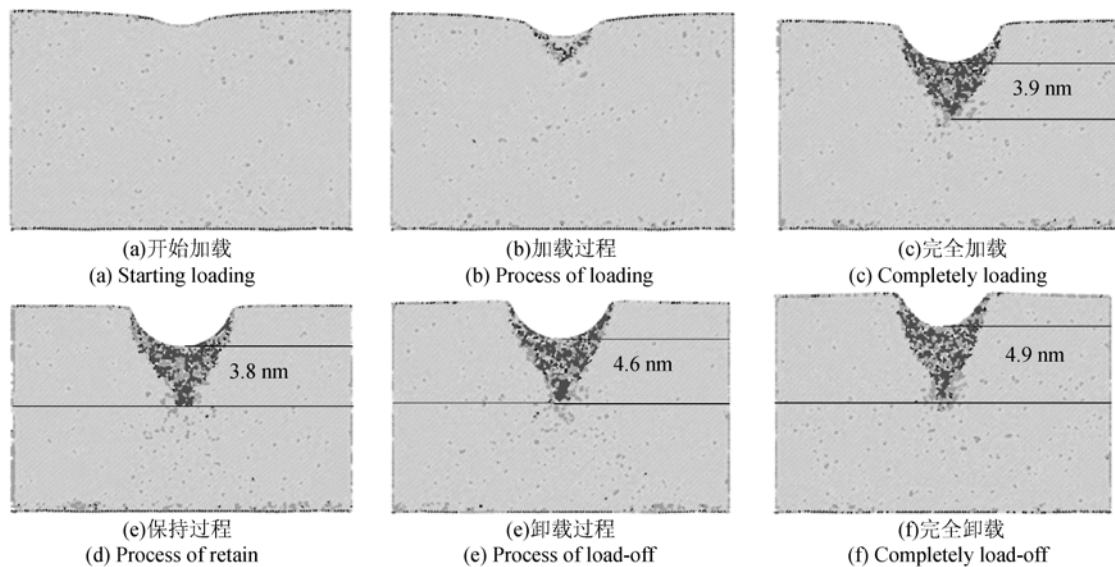 3.9 nm
(a)开始加载
(a) Starting loading
(b)加载过程
(b) Process of loading
(c)完全加载
(c) Completely loading
3.8 nm
4.6 nm
4.9 nm
(e)保持过程
(d) Process of retain
(e)卸载过程
(e) Process of load-off
(f)完全卸载
(f) Completely load-off